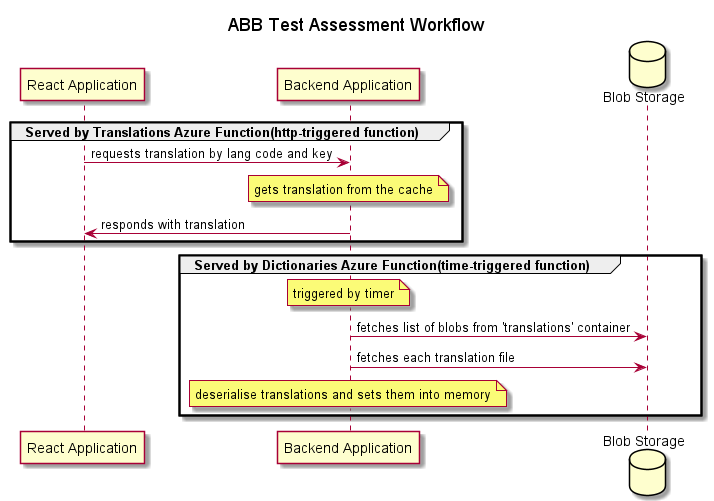 ABB Test Assessment Workflow
React Application
Backend Application
Blob Storage
Served by Translations Azure Function(http-triggered function)
requests translation by lang code and key
gets translation from the cache
responds with translation
Served by Dictionaries Azure Function(time-triggered function)
triggered by timer
fetches list of blobs from 'translations' container
fetches each translation file
deserialise translations and sets them into memory
React Application
Backend Application
Blob Storage